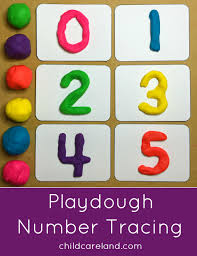 0 1
2 3
4 5
Playdough
Number Tracing
childcareland.com